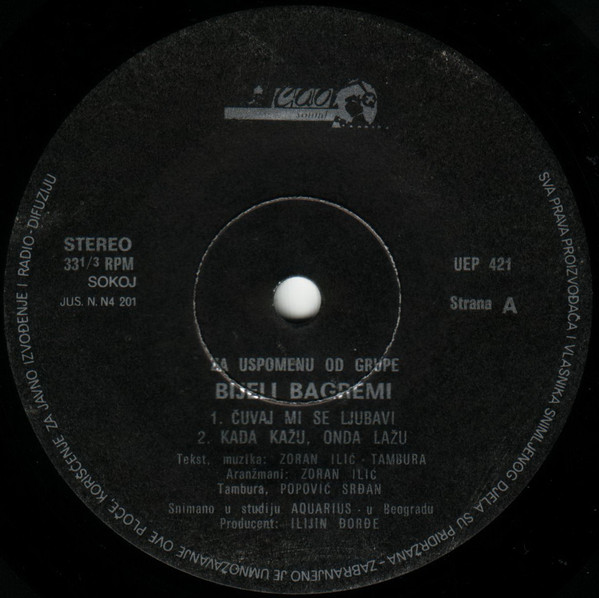 sound
STEREO
33 1/3 RPM
SOKOJ
JUS. N. N4 201
UEP 421
Strana A
ZA USPOMENU OD GRUPE
BIJELI BAGREMI
1. ČUVAJ MI SE LJUBAVI
2. KADA KAŽU, ONDA LAŽU
Tekst, muzika: ZORAN ILIĆ - TAMBURA
Aranžmani: ZORAN ILIĆ
Tambura, POPOVIĆ SRĐAN
Snimano u studiju AQUARIUS - u Beogradu
Producent: ILIJIN ĐORĐE
SVA PRAVA PROIZVOĐAČA I VLASNIKA SNIMLJENOG DJELA SU PRIDRŽANA - ZABRANJENO JE UMNOŽAVANJE OVE PLOČE, KORIŠĆENJE ZA JAVNO IZVOĐENJE I RADIO-DIFUZIJU